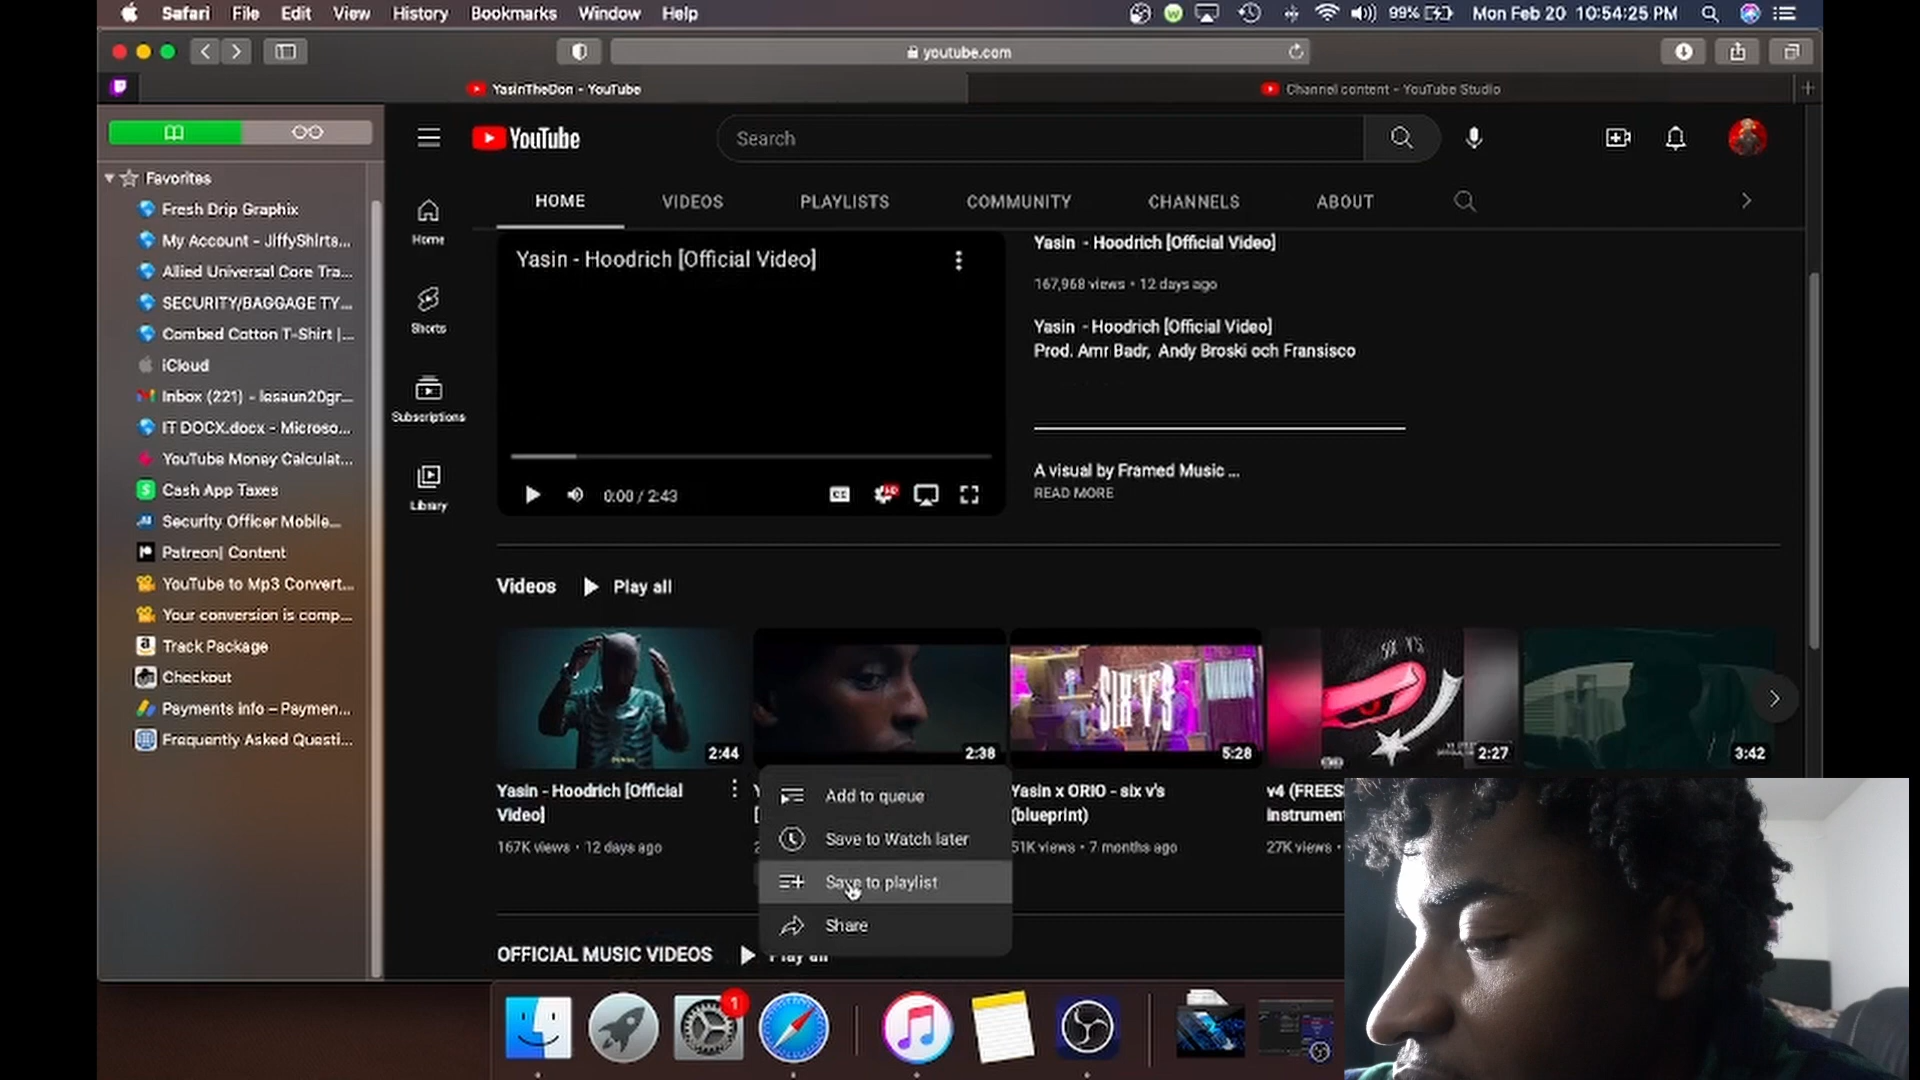 Safari File Edit View History Bookmarks Window Help 99% Mon Feb 20 10:54:25 PM
youtube.com
YasinTheDon - YouTube
Channel content - YouTube Studio
YouTube
Search
Favorites
Fresh Drip Graphix
My Account - JiffyShirts...
Allied Universal Core Tra...
SECURITY/BAGGAGE TY...
Combed Cotton T-Shirt |...
iCloud
Inbox (221) - lesaun20gr...
IT DOCX.docx - Microso...
YouTube Money Calculat...
Cash App Taxes
Security Officer Mobile...
Patreon| Content
YouTube to Mp3 Convert...
Your conversion is comp...
Track Package
Checkout
Payments info – Paymen...
Frequently Asked Questi...
Home
Shorts
Subscriptions
Library
HOME VIDEOS PLAYLISTS COMMUNITY CHANNELS ABOUT
Yasin - Hoodrich [Official Video]
0:00 / 2:43
CC
HD
Yasin - Hoodrich [Official Video]
167,968 views • 12 days ago
Yasin - Hoodrich [Official Video]
Prod. Amr Badr, Andy Broski och Fransisco
A visual by Framed Music ...
READ MORE
Videos Play all
2:44
2:38
SIX V'S
5:28
SIX V'S
2:27
3:42
Yasin - Hoodrich [Official
Video]
167K views • 12 days ago
Add to queue
Save to Watch later
Save to playlist
Share
Yasin x ORIO - six v's
(blueprint)
51K views • 7 months ago
v4 (FREES
Instrument
27K views •
OFFICIAL MUSIC VIDEOS Play all
1